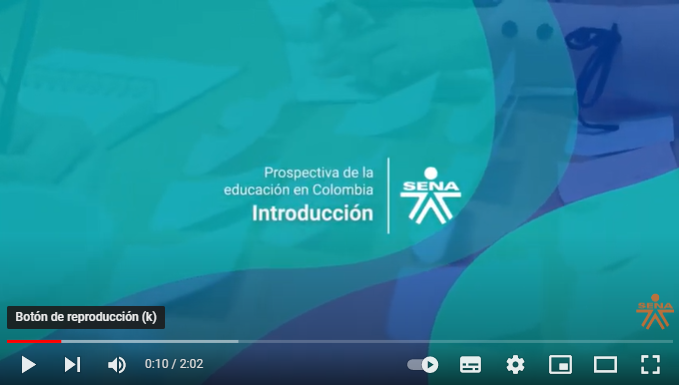 Prospectiva de la
educación en Colombia
Introducción
SENA
SENA
Botón de reproducción (k)
0:10 / 2:02